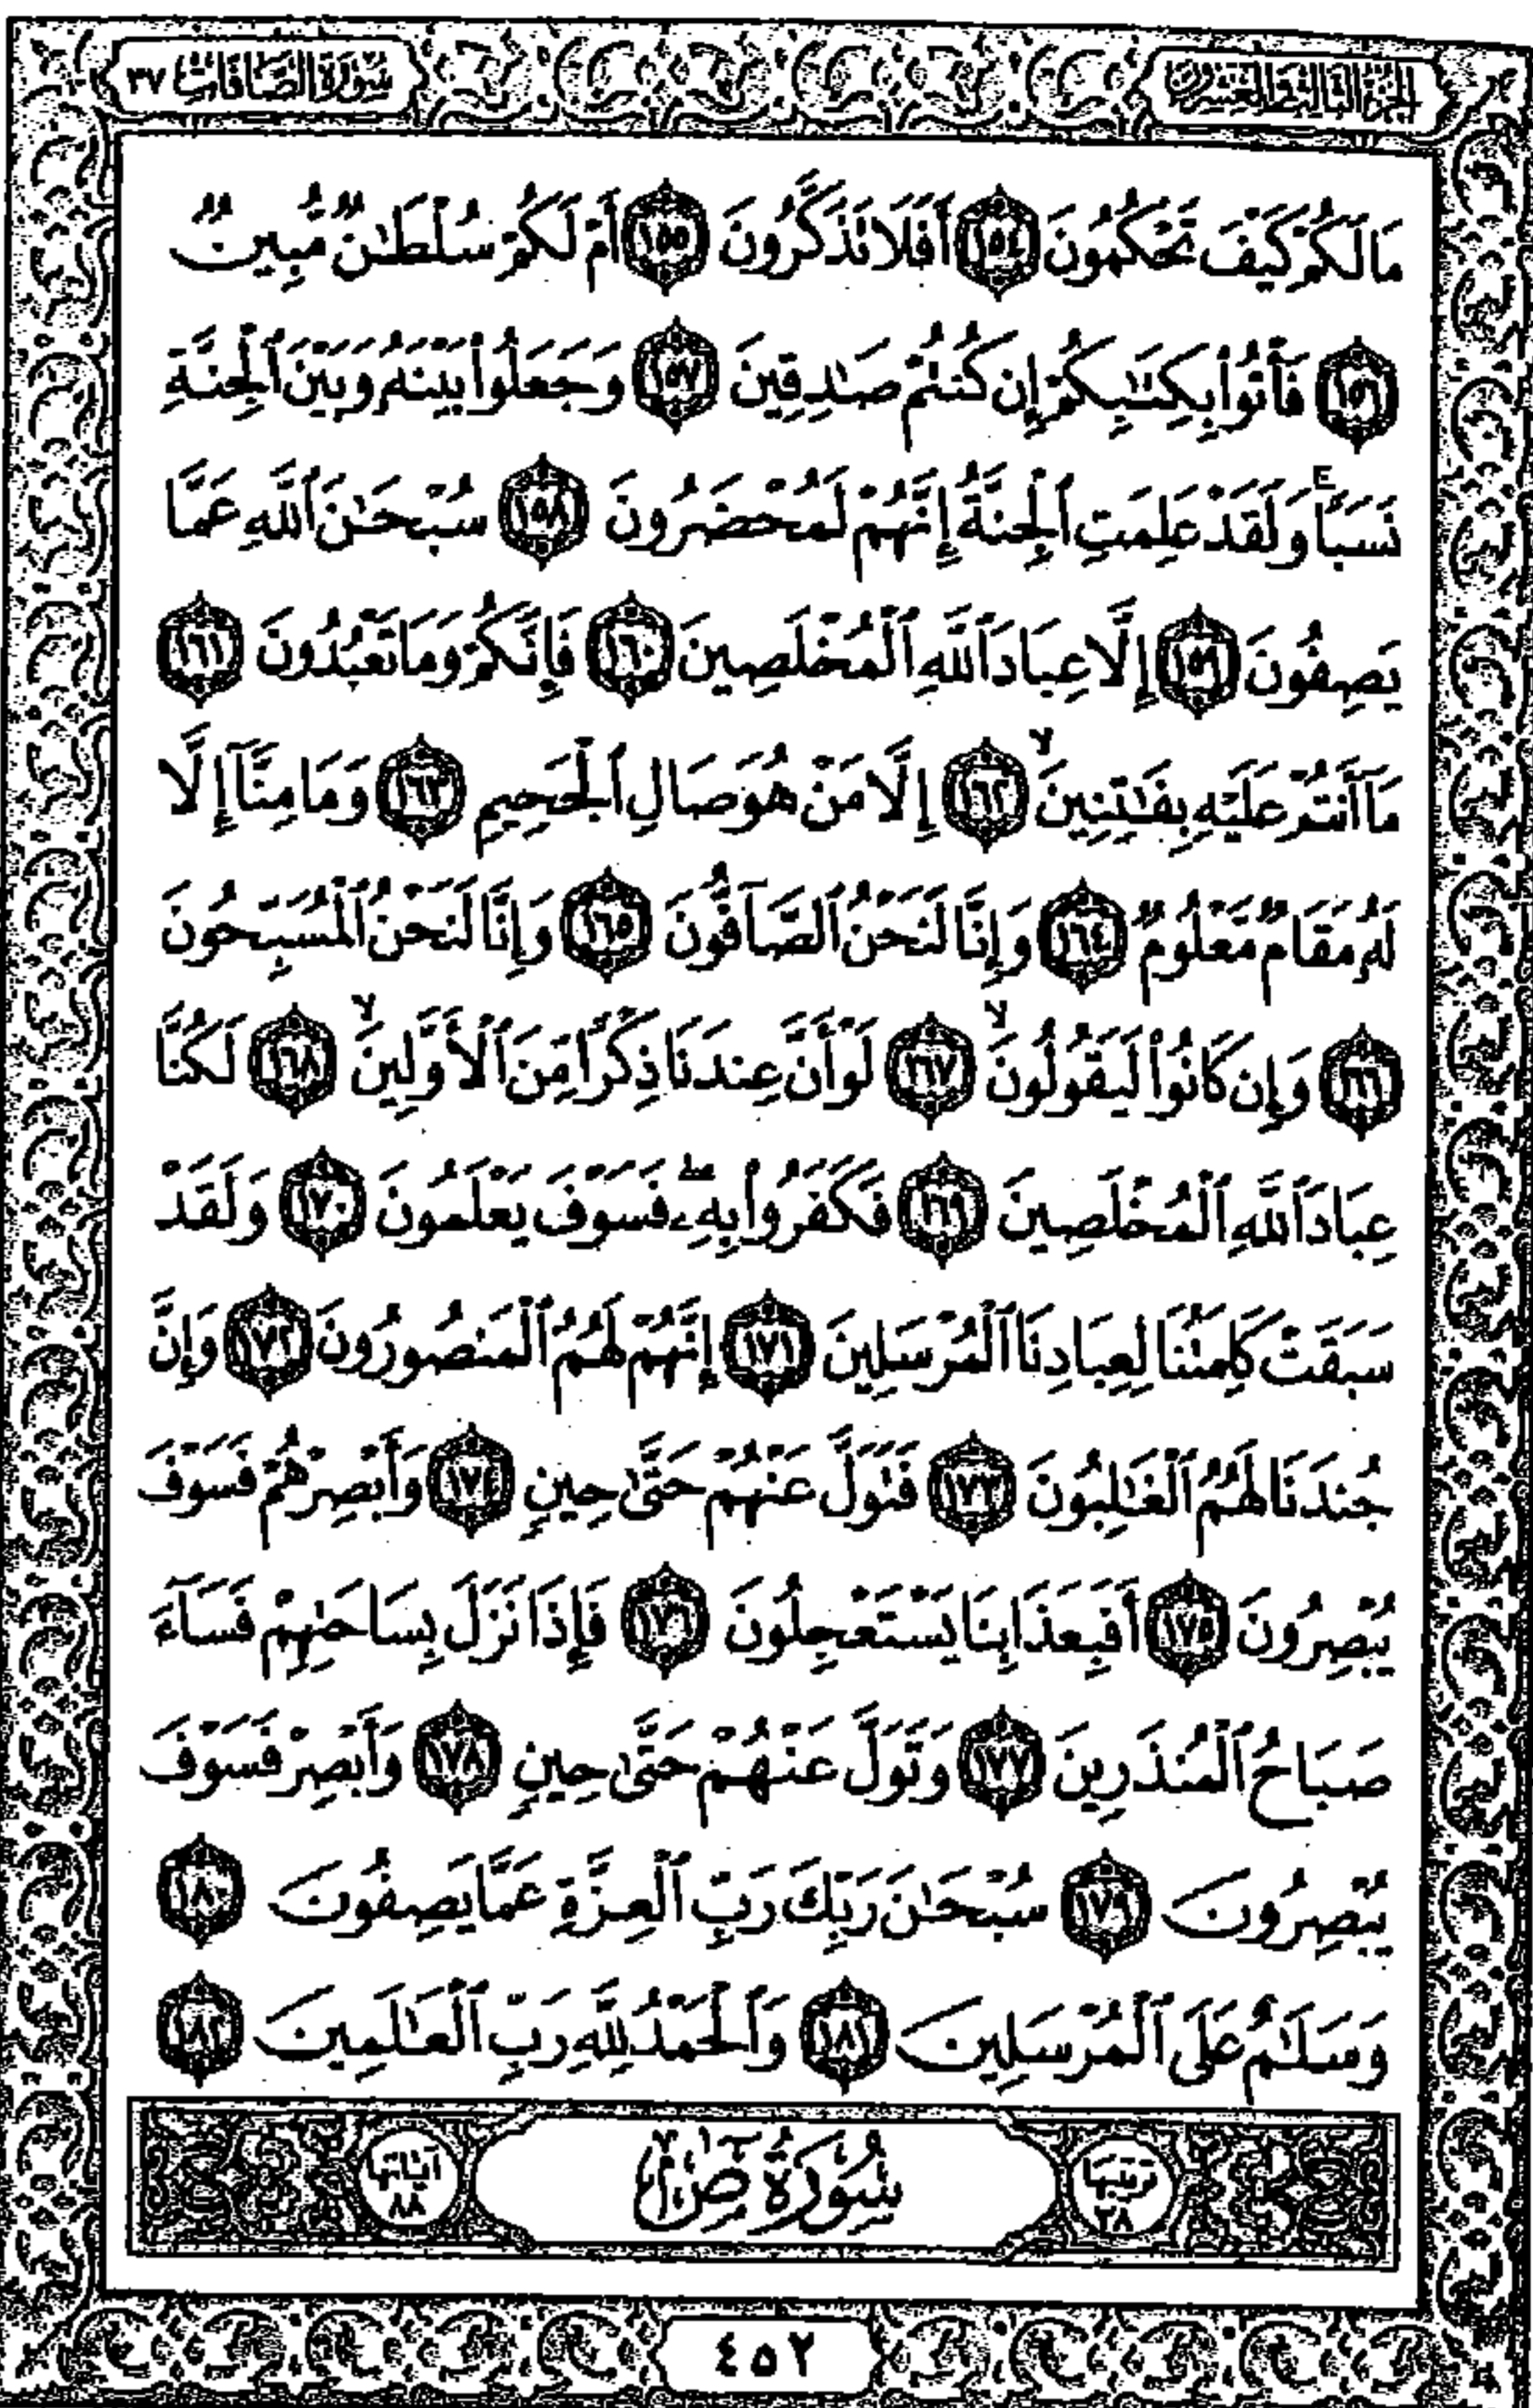 الجزء الثالث والعشرون
سورة الصافات ٣٧
مَا لَكُمْ كَيْفَ تَحْكُمُونَ ١٥٤ أَفَلَا تَذَكَّرُونَ ١٥٥ أَمْ لَكُمْ سُلْطَٰنٌ مُّبِينٌ
١٥٦ فَأْتُوا۟ بِكِتَٰبِكُمْ إِن كُنتُمْ صَٰدِقِينَ ١٥٧ وَجَعَلُوا۟ بَيْنَهُۥ وَبَيْنَ ٱلْجِنَّةِ
نَسَبًا ۚ وَلَقَدْ عَلِمَتِ ٱلْجِنَّةُ إِنَّهُمْ لَمُحْضَرُونَ ١٥٨ سُبْحَٰنَ ٱللَّهِ عَمَّا
يَصِفُونَ ١٥٩ إِلَّا عِبَادَ ٱللَّهِ ٱلْمُخْلَصِينَ ١٦٠ فَإِنَّكُمْ وَمَا تَعْبُدُونَ ١٦١
مَآ أَنتُمْ عَلَيْهِ بِفَٰتِنِينَ ۙ ١٦٢ إِلَّا مَنْ هُوَ صَالِ ٱلْجَحِيمِ ١٦٣ وَمَا مِنَّآ إِلَّا
لَهُۥ مَقَامٌ مَّعْلُومٌ ١٦٤ وَإِنَّا لَنَحْنُ ٱلصَّآفُّونَ ١٦٥ وَإِنَّا لَنَحْنُ ٱلْمُسَبِّحُونَ
١٦٦ وَإِن كَانُوا۟ لَيَقُولُونَ ۙ ١٦٧ لَوْ أَنَّ عِندَنَا ذِكْرًا مِّنَ ٱلْأَوَّلِينَ ۙ ١٦٨ لَكُنَّا
عِبَادَ ٱللَّهِ ٱلْمُخْلَصِينَ ١٦٩ فَكَفَرُوا۟ بِهِۦ ۖ فَسَوْفَ يَعْلَمُونَ ١٧٠ وَلَقَدْ
سَبَقَتْ كَلِمَتُنَا لِعِبَادِنَا ٱلْمُرْسَلِينَ ١٧١ إِنَّهُمْ لَهُمُ ٱلْمَنصُورُونَ ١٧٢ وَإِنَّ
جُندَنَا لَهُمُ ٱلْغَٰلِبُونَ ١٧٣ فَتَوَلَّ عَنْهُمْ حَتَّىٰ حِينٍ ١٧٤ وَأَبْصِرْهُمْ فَسَوْفَ
يُبْصِرُونَ ١٧٥ أَفَبِعَذَابِنَا يَسْتَعْجِلُونَ ١٧٦ فَإِذَا نَزَلَ بِسَاحَتِهِمْ فَسَآءَ
صَبَاحُ ٱلْمُنذَرِينَ ١٧٧ وَتَوَلَّ عَنْهُمْ حَتَّىٰ حِينٍ ١٧٨ وَأَبْصِرْ فَسَوْفَ
يُبْصِرُونَ ١٧٩ سُبْحَٰنَ رَبِّكَ رَبِّ ٱلْعِزَّةِ عَمَّا يَصِفُونَ ١٨٠
وَسَلَٰمٌ عَلَى ٱلْمُرْسَلِينَ ١٨١ وَٱلْحَمْدُ لِلَّهِ رَبِّ ٱلْعَٰلَمِينَ ١٨٢
ترتيبها ٣٨
سُورَةُ صٓ
آياتها ٨٨
٤٥٢